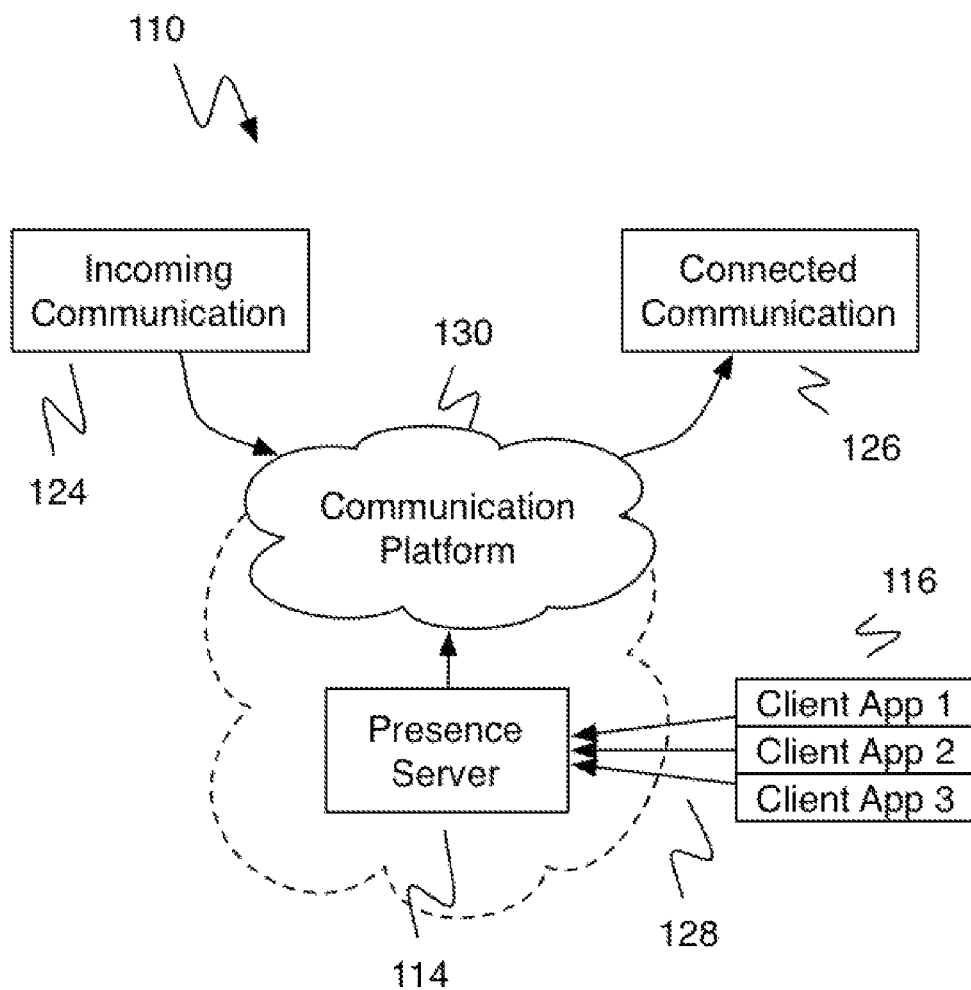 110
Incoming
Communication
Connected
Communication
130
124
126
Communication
Platform
116
Presence
Server
Client App 1
Client App 2
Client App 3
128
114